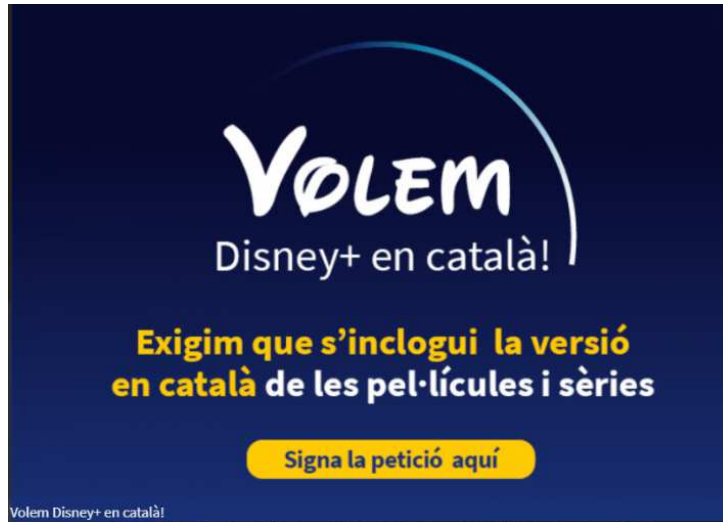 VOLEM
Disney+ en català!
Exigim que s’inclogui la versió
en català de les pel·lícules i sèries
Signa la petició aquí
Volem Disney+ en català!